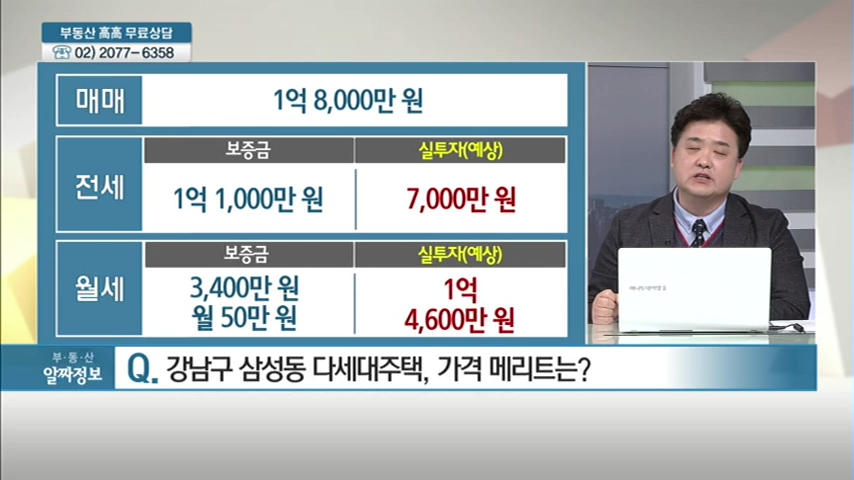 부동산 高高 무료상담
☎ 02) 2077-6358
매매
1억 8,000만 원
전세
보증금
실투자(예상)
1억 1,000만 원
7,000만 원
월세
보증금
실투자(예상)
3,400만 원
월 50만 원
1억
4,600만 원
부·동·산
알짜정보
Q. 강남구 삼성동 다세대주택, 가격 메리트는?